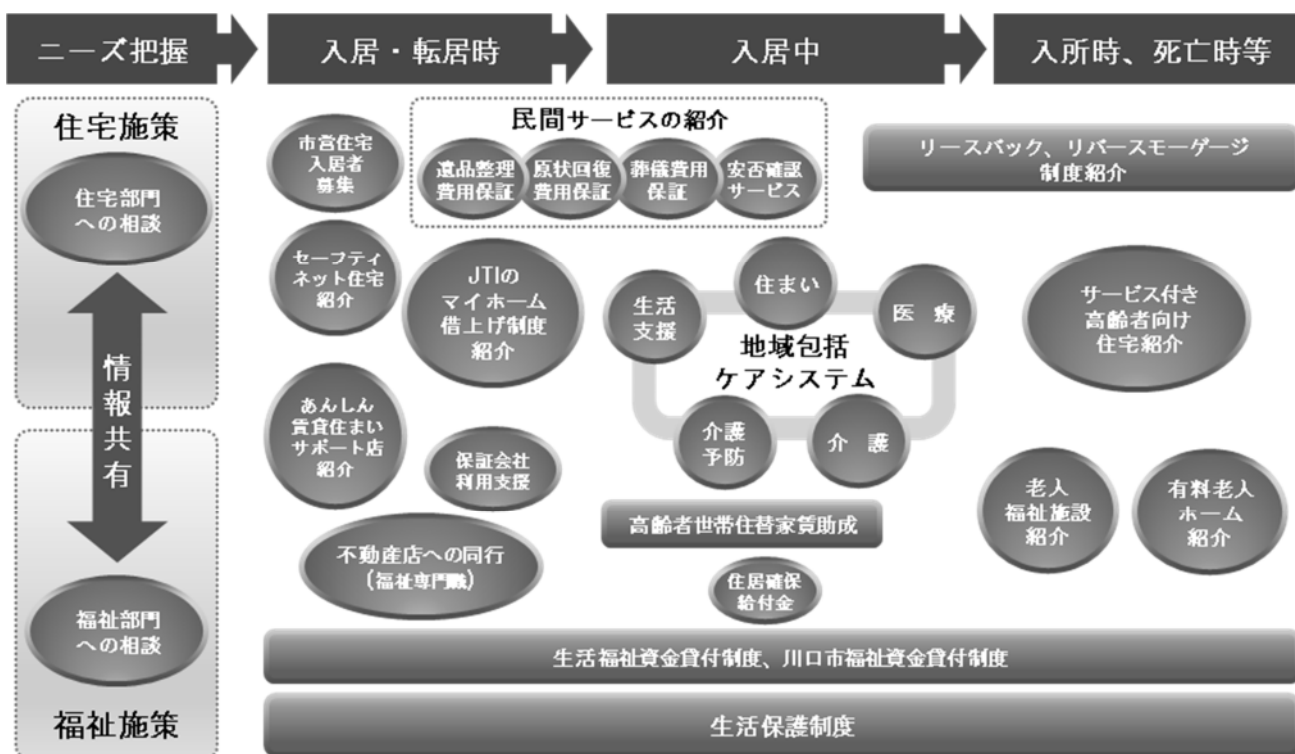 ニーズ把握
入居・転居時
入居中
入所時、死亡時等
住宅施策
住宅部門
への相談
情報共有
福祉部門
への相談
福祉施策
市営住宅
入居者
募集
民間サービスの紹介
遺品整理
費用保証
原状回復
費用保証
葬儀費用
保証
安否確認
サービス
リースバック、リバースモーゲージ
制度紹介
セーフティ
ネット住宅
紹介
JTIの
マイホーム
借上げ制度
紹介
生活
支援
住まい
医療
地域包括
ケアシステム
介護
予防
介護
サービス付き
高齢者向け
住宅紹介
あんしん
賃貸住まい
サポート店
紹介
保証会社
利用支援
高齢者世帯住替家賃助成
老人
福祉施設
紹介
有料老人
ホーム
紹介
不動産店への同行
(福祉専門職)
住居確保
給付金
生活福祉資金貸付制度、川口市福祉資金貸付制度
生活保護制度